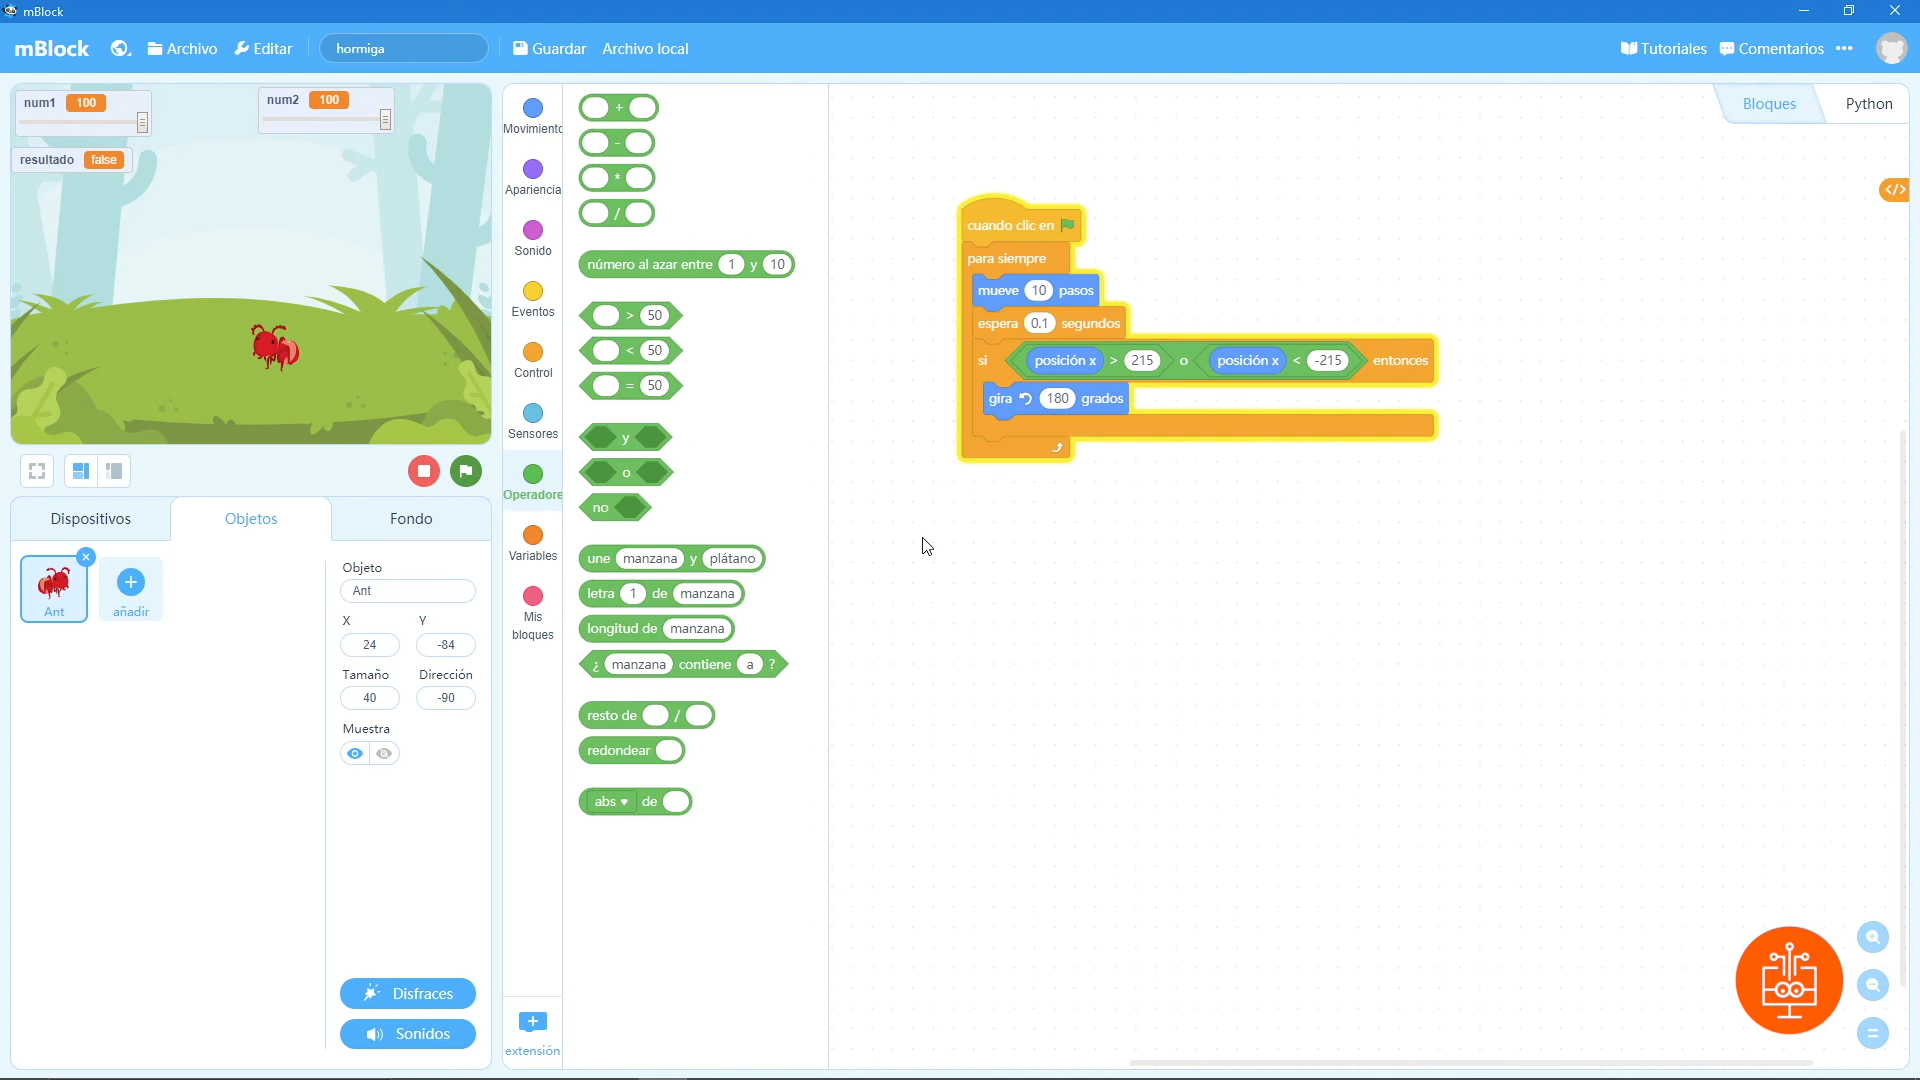 mBlock
mBlock
Archivo
Editar
hormiga
Guardar
Archivo local
Tutoriales
Comentarios
num1 100
num2 100
resultado false
Dispositivos
Objetos
Fondo
Ant
añadir
Objeto
Ant
X
Y
24
-84
Tamaño
Dirección
40
-90
Muestra
Disfraces
Sonidos
Movimiento
Apariencia
Sonido
Eventos
Control
Sensores
Operadore
Variables
Mis
bloques
extensión
+
-
*
/
número al azar entre 1 y 10
> 50
< 50
= 50
y
o
no
une manzana y plátano
letra 1 de manzana
longitud de manzana
¿ manzana contiene a ?
resto de /
redondear
abs de
Bloques
Python
</>
cuando clic en
para siempre
mueve 10 pasos
espera 0.1 segundos
si posición x > 215 o posición x < -215 entonces
gira 180 grados